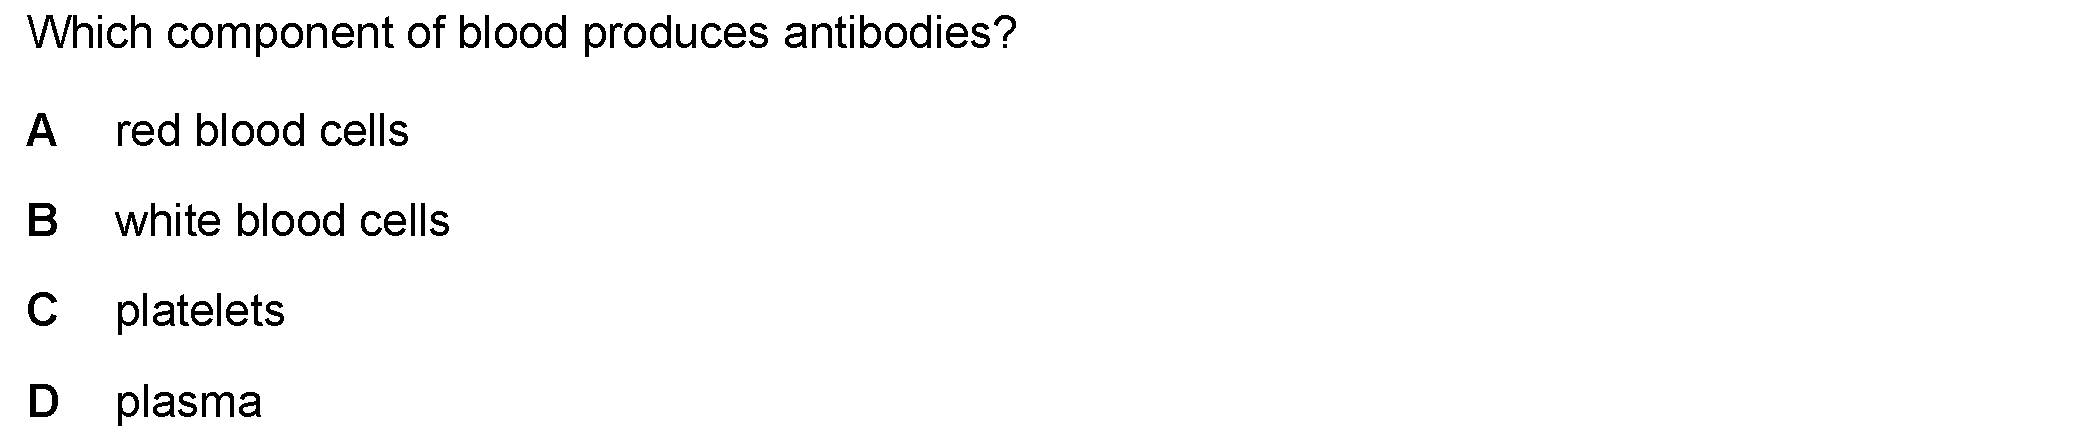 Which component of blood produces antibodies?
A red blood cells
B white blood cells
C platelets
D plasma